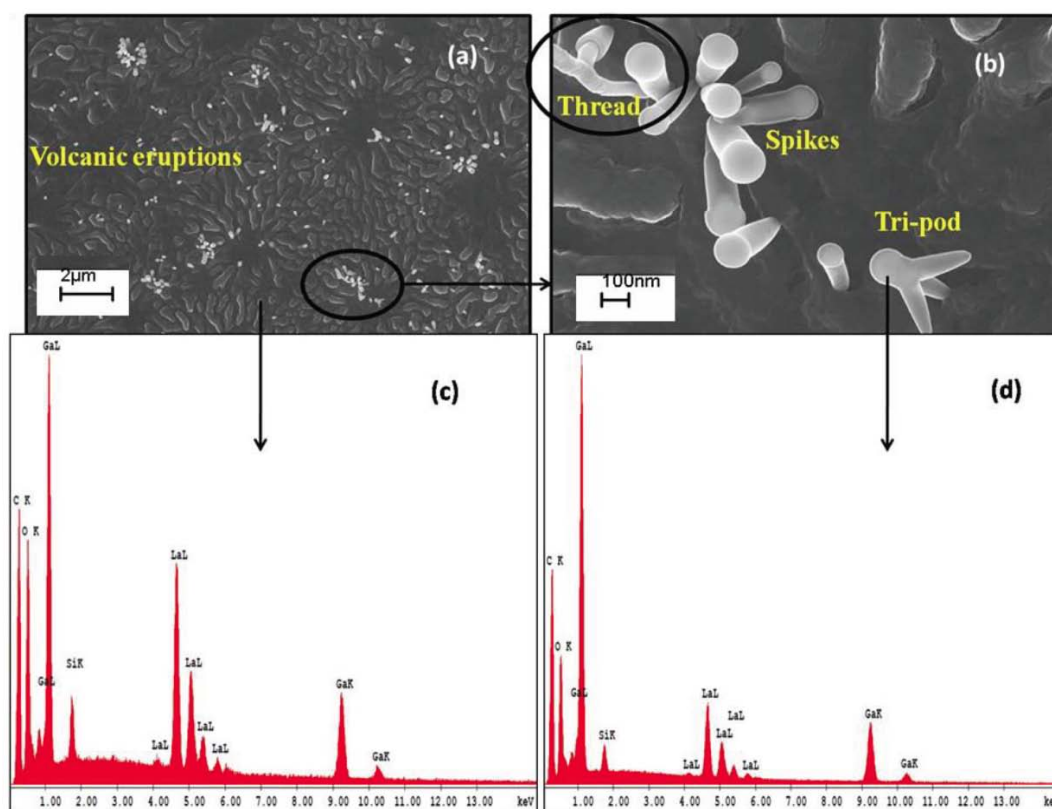 (a)
Volcanic eruptions
2µm
(b)
Thread
Spikes
Tri-pod
100nm
(c)
GaL
C K
O K
LaL
SiK
GaL
LaL
GaK
LaL
LaL
LaL
GaK
1.00 2.00 3.00 4.00 5.00 6.00 7.00 8.00 9.00 10.00 11.00 12.00 13.00 keV
(d)
GaL
C K
O K
GaL
LaL
LaL
SiK
LaL
GaK
LaL
LaL
GaK
1.00 2.00 3.00 4.00 5.00 6.00 7.00 8.00 9.00 10.00 11.00 12.00 13.00 ke